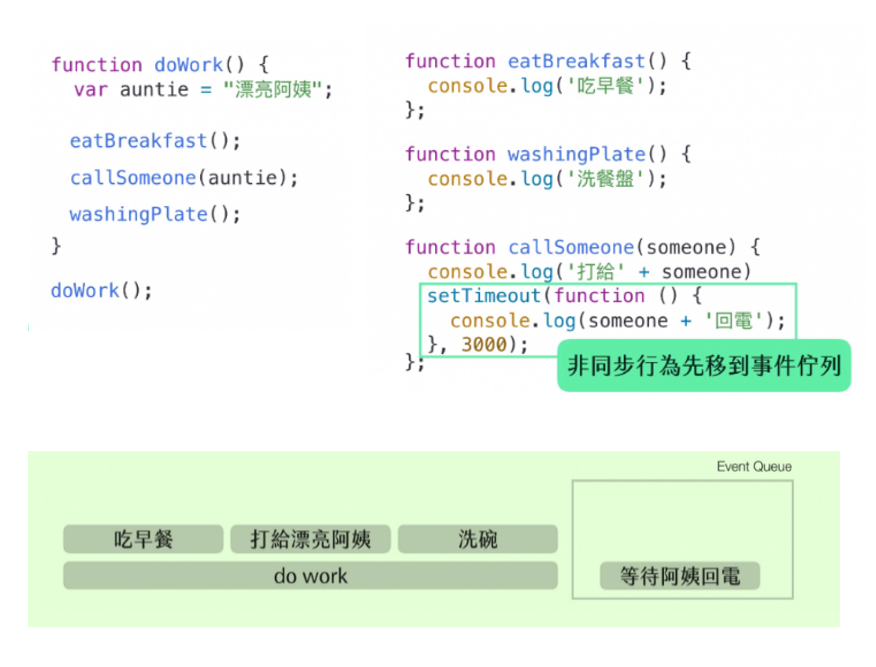 function doWork() {
var auntie = "漂亮阿姨";
eatBreakfast();
callSomeone(auntie);
washingPlate();
}
doWork();
function eatBreakfast() {
console.log('吃早餐');
};
function washingPlate() {
console.log('洗餐盤');
};
function callSomeone(someone) {
console.log('打給' + someone)
setTimeout(function () {
console.log(someone + '回電');
}, 3000);
};
非同步行為先移到事件佇列
Event Queue
吃早餐 打給漂亮阿姨 洗碗
do work 等待阿姨回電